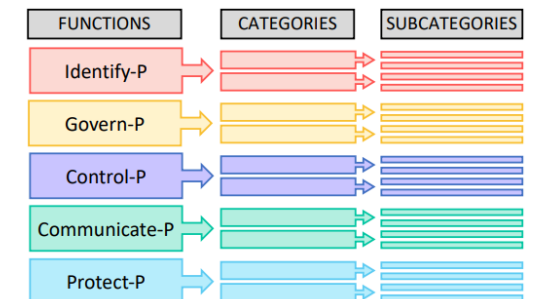 FUNCTIONS CATEGORIES SUBCATEGORIES
Identify-P
Govern-P
Control-P
Communicate-P
Protect-P